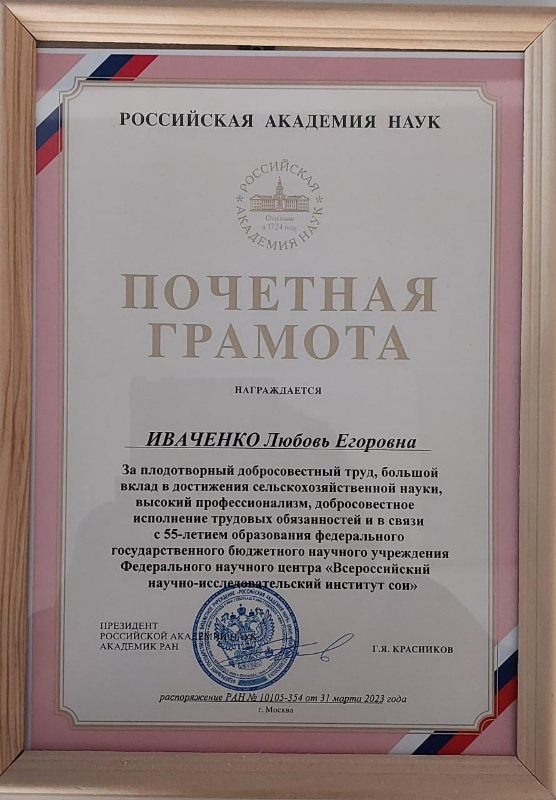 РОССИЙСКАЯ АКАДЕМИЯ НАУК
РОССИЙСКАЯ
Основана
в 1724 году
* АКАДЕМИЯ НАУК *
ПОЧЕТНАЯ
ГРАМОТА
НАГРАЖДАЕТСЯ
ИВАЧЕНКО Любовь Егоровна
За плодотворный добросовестный труд, большой
вклад в достижения сельскохозяйственной науки,
высокий профессионализм, добросовестное
исполнение трудовых обязанностей и в связи
с 55-летием образования федерального
государственного бюджетного научного учреждения
Федерального научного центра «Всероссийский
научно-исследовательский институт сои»
ПРЕЗИДЕНТ
РОССИЙСКОЙ АКАДЕМИИ НАУК
АКАДЕМИК РАН
Г.Я. КРАСНИКОВ
распоряжение РАН № 10105-354 от 31 марта 2023 года
г. Москва